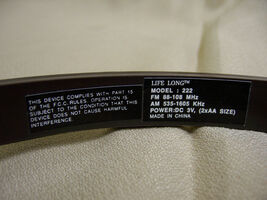 THIS DEVICE COMPLIES WITH PART 15
OF THE F.C.C. RULES. OPERATION IS
SUBJECT TO THE CONDITION THAT THIS
DEVICE DOES NOT CAUSE HARMFUL
INTERFERENCE.
LIFE LONG™
MODEL : 222
FM 88-108 MHz
AM 535-1605 KHz
POWER:DC 3V, (2xAA SIZE)
MADE IN CHINA